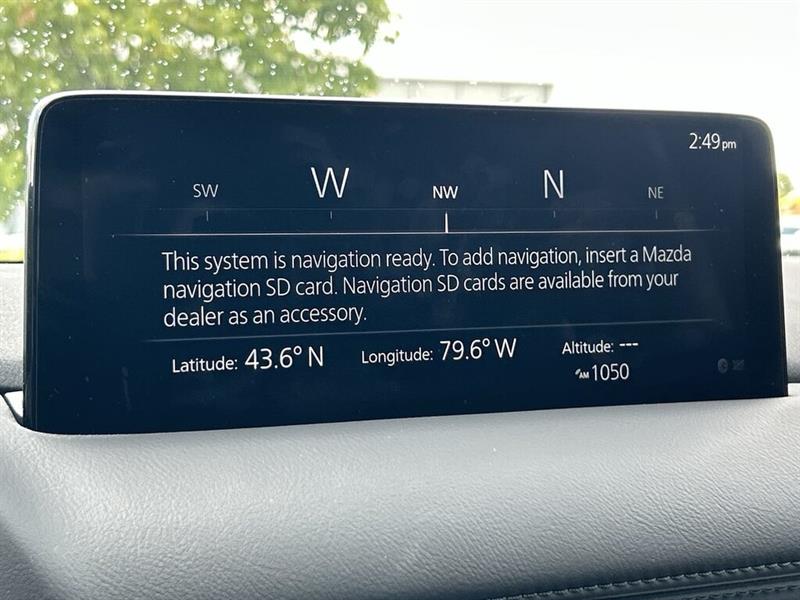 2:49pm
SW W NW N NE
This system is navigation ready. To add navigation, insert a Mazda
navigation SD card. Navigation SD cards are available from your
dealer as an accessory.
Latitude: 43.6° N Longitude: 79.6° W Altitude: ---
AM 1050